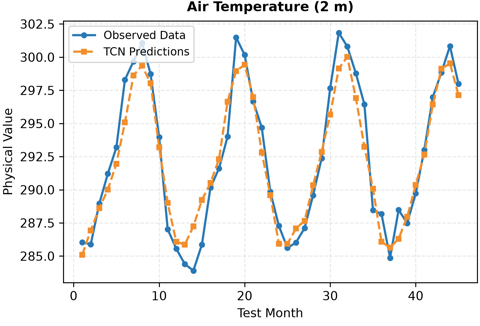 Air Temperature (2 m)
Observed Data
TCN Predictions
Physical Value
302.5
300.0
297.5
295.0
292.5
290.0
287.5
285.0
0
10
20
30
40
Test Month